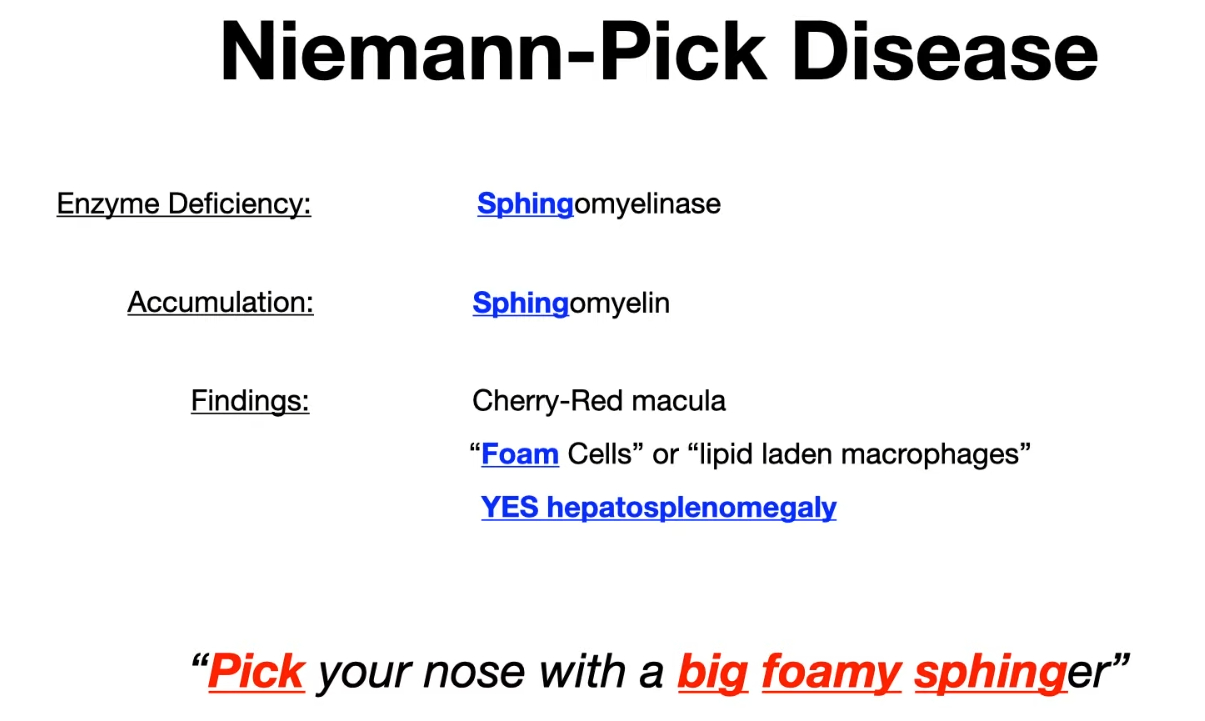 Niemann-Pick Disease
Enzyme Deficiency: Sphingomyelinase
Accumulation: Sphingomyelin
Findings: Cherry-Red macula
“Foam Cells” or “lipid laden macrophages”
YES hepatosplenomegaly
“Pick your nose with a big foamy sphinger”